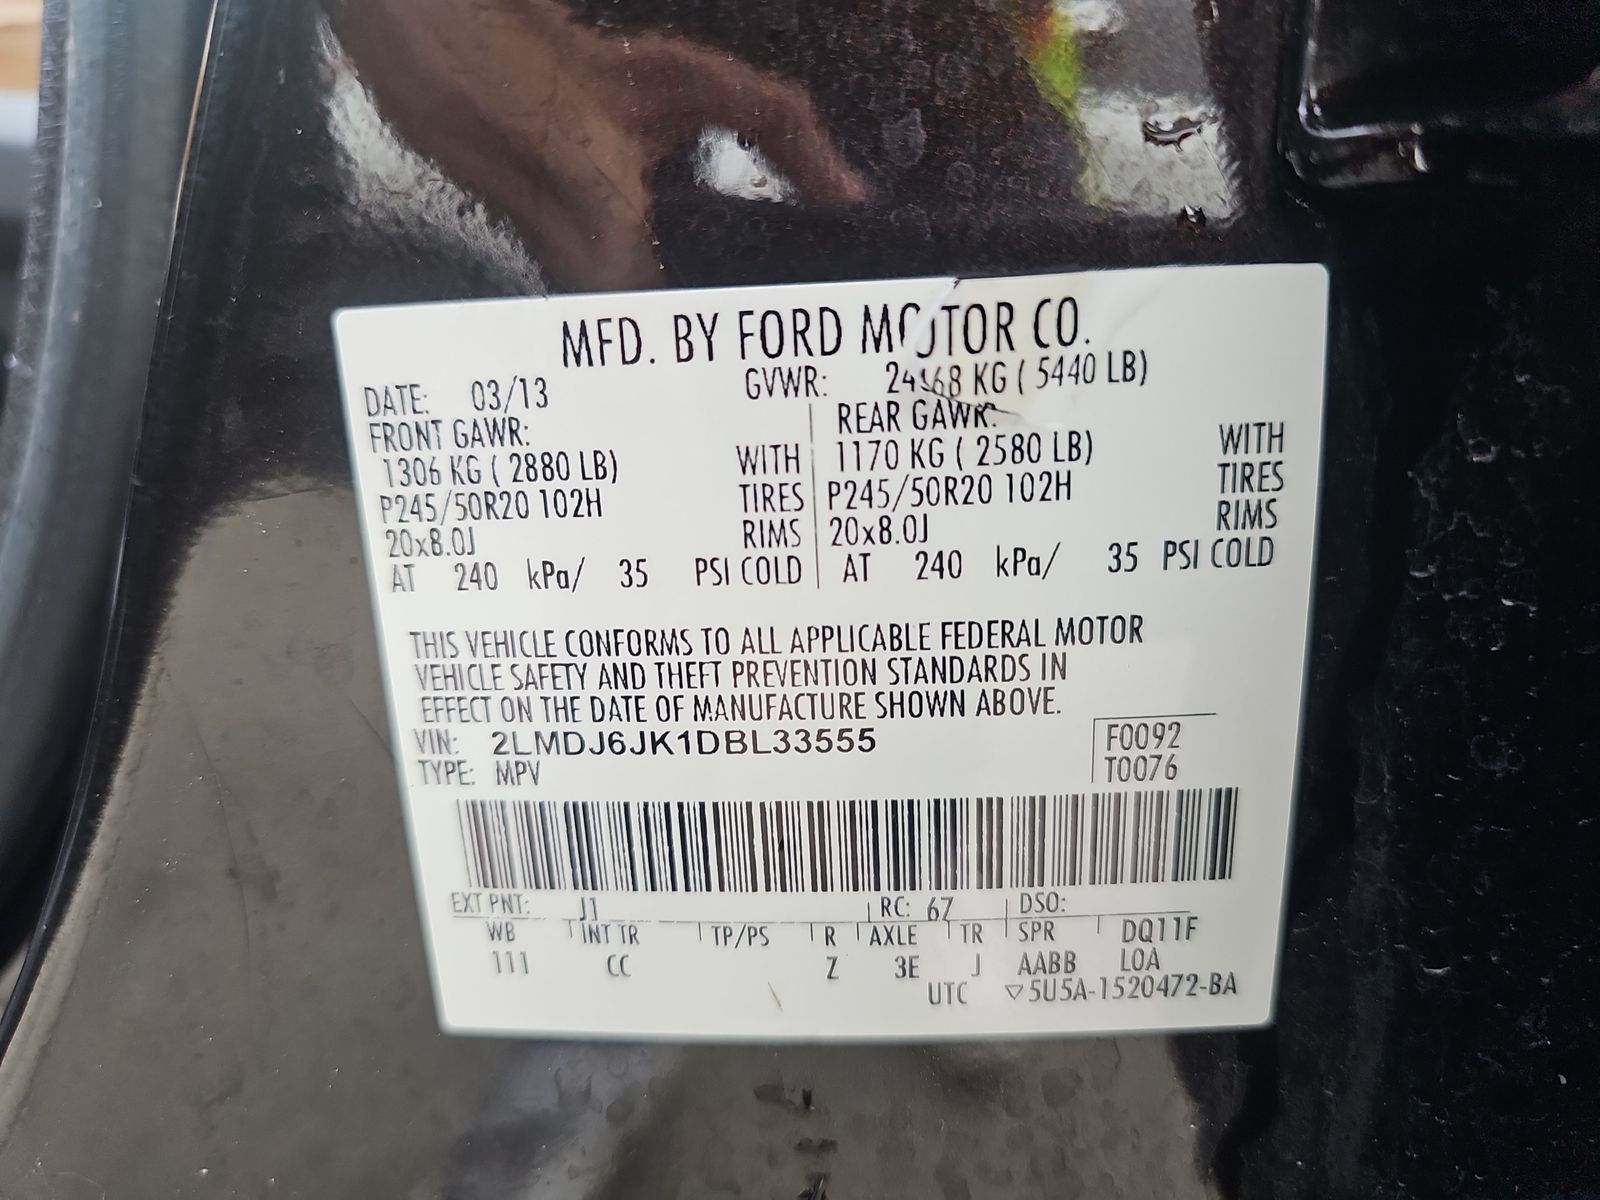 MFD. BY FORD MOTOR CO.
DATE: 03/13 GVWR: 2468 KG ( 5440 LB)
FRONT GAWR: REAR GAWR:
1306 KG ( 2880 LB) WITH 1170 KG ( 2580 LB) WITH
P245/50R20 102H TIRES P245/50R20 102H TIRES
20x8.0J RIMS 20x8.0J RIMS
AT 240 kPa/ 35 PSI COLD AT 240 kPa/ 35 PSI COLD
THIS VEHICLE CONFORMS TO ALL APPLICABLE FEDERAL MOTOR
VEHICLE SAFETY AND THEFT PREVENTION STANDARDS IN
EFFECT ON THE DATE OF MANUFACTURE SHOWN ABOVE.
VIN: 2LMDJ6JK1DBL33555 F0092
TYPE: MPV T0076
EXT PNT: J1 RC: 67 DSO:
WB INT TR TP/PS R AXLE TR SPR DQ11F
111 CC Z 3E J AABB LOA
UTC ▽5U5A-1520472-BA